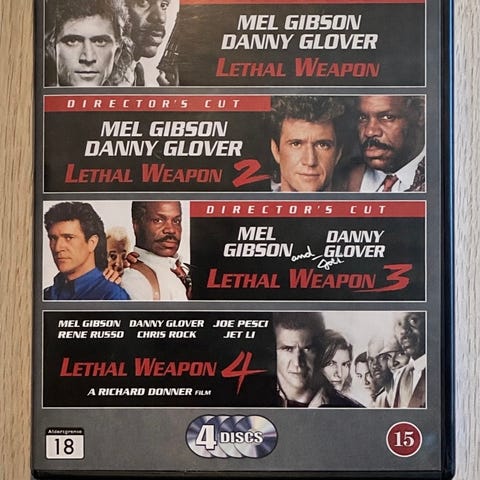 MEL GIBSON
DANNY GLOVER
LETHAL WEAPON
DIRECTOR'S CUT
MEL GIBSON
DANNY GLOVER
LETHAL WEAPON 2
DIRECTOR'S CUT
MEL DANNY
GIBSON and GLOVER
LETHAL WEAPON 3
MEL GIBSON DANNY GLOVER JOE PESCI
RENE RUSSO CHRIS ROCK JET LI
LETHAL WEAPON 4
A RICHARD DONNER FILM
4 DISCS
Aldersgrense
18
15